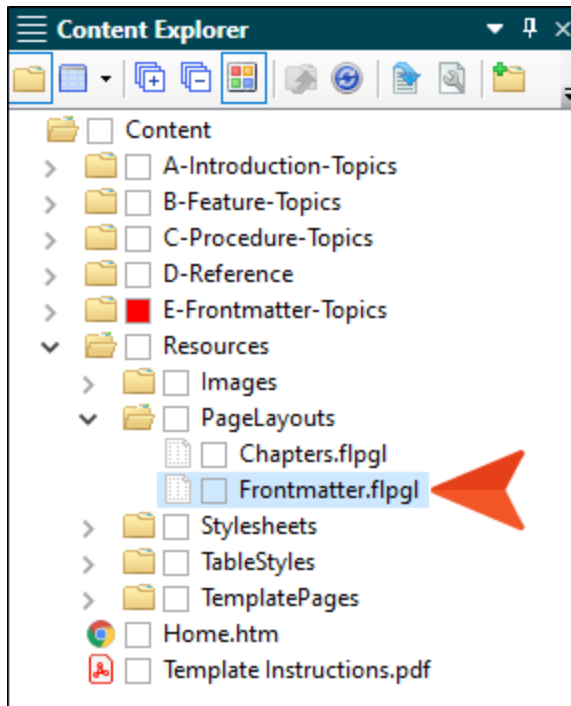 Content Explorer
Content
A-Introduction-Topics
B-Feature-Topics
C-Procedure-Topics
D-Reference
E-Frontmatter-Topics
Resources
Images
PageLayouts
Chapters.flpgl
Frontmatter.flpgl
Stylesheets
TableStyles
TemplatePages
Home.htm
Template Instructions.pdf